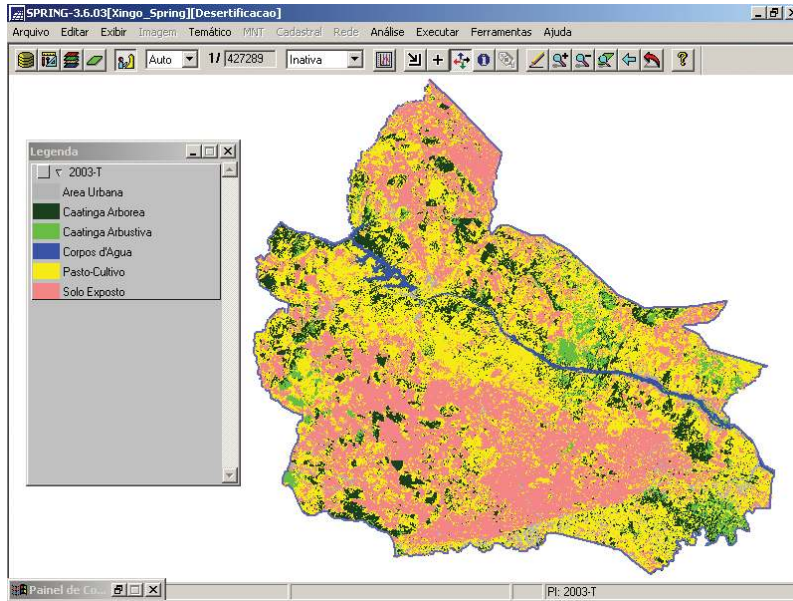 SPRING-3.6.03[Xingo_Spring][Desertificacao]
Arquivo Editar Exibir Imagem Temático MNT Cadastral Rede Análise Executar Ferramentas Ajuda
Auto 1/ 427289 Inativa
Legenda
2003-T
Area Urbana
Caatinga Arborea
Caatinga Arbustiva
Corpos d'Agua
Pasto-Cultivo
Solo Exposto
Painel de Co... PI: 2003-T